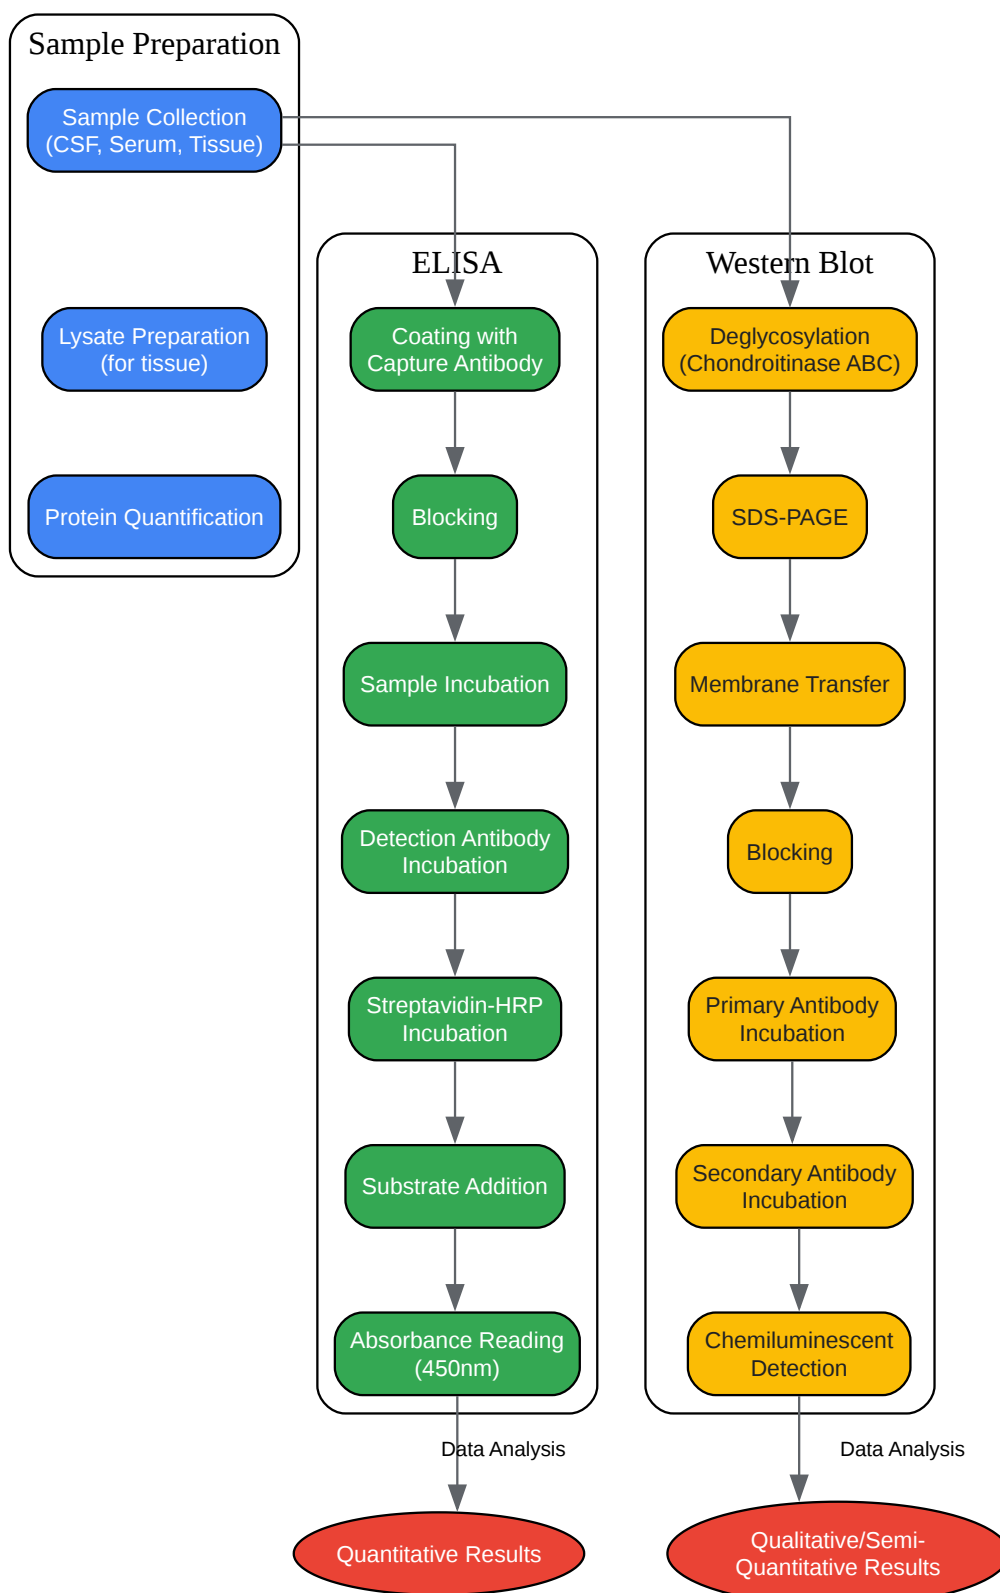 Sample Preparation
Sample Collection
(CSF, Serum, Tissue)
Lysate Preparation
(for tissue)
Protein Quantification
ELISA
Coating with
Capture Antibody
Blocking
Sample Incubation
Detection Antibody
Incubation
Streptavidin-HRP
Incubation
Substrate Addition
Absorbance Reading
(450nm)
Data Analysis
Quantitative Results
Western Blot
Deglycosylation
(Chondroitinase ABC)
SDS-PAGE
Membrane Transfer
Blocking
Primary Antibody
Incubation
Secondary Antibody
Incubation
Chemiluminescent
Detection
Data Analysis
Qualitative/Semi-
Quantitative Results